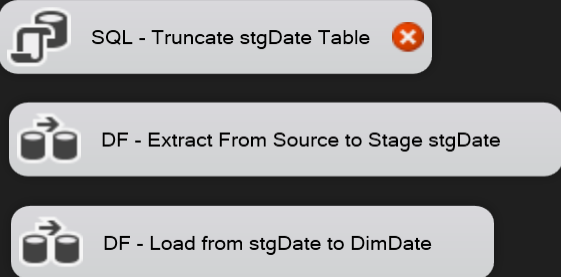 SQL - Truncate stgDate Table
DF - Extract From Source to Stage stgDate
DF - Load from stgDate to DimDate